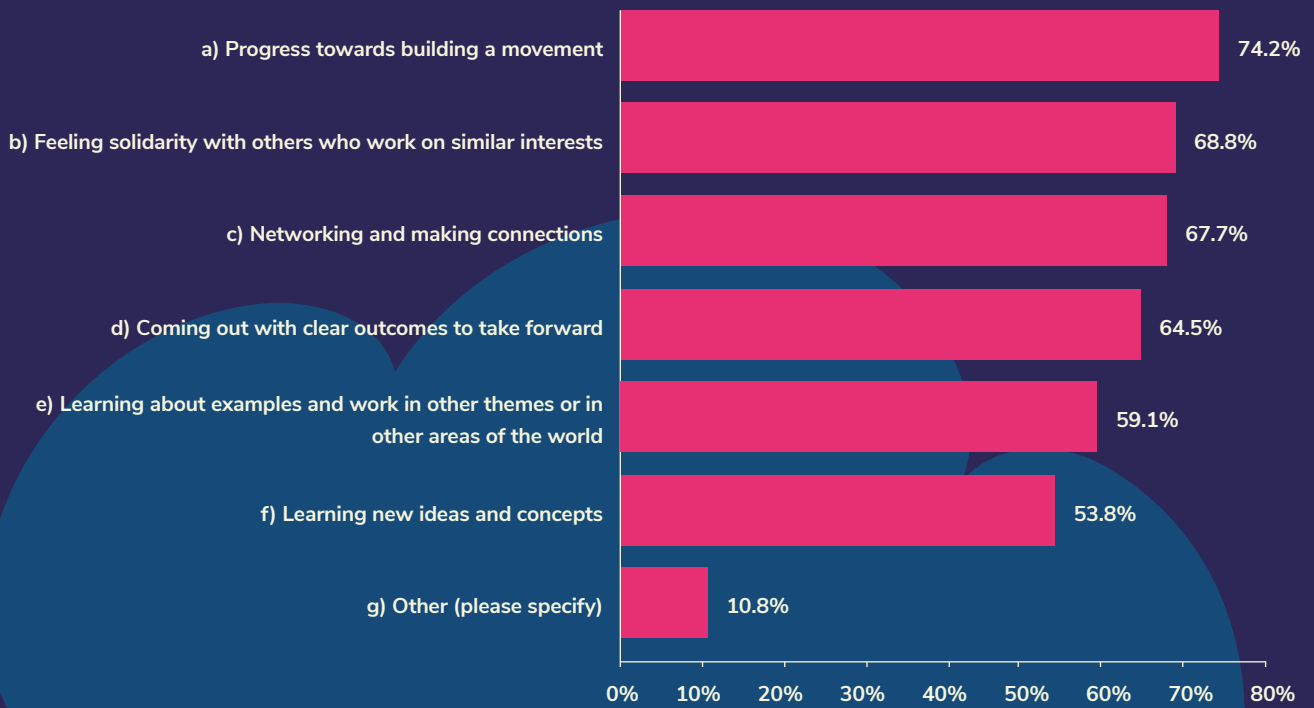 a) Progress towards building a movement
74.2%
b) Feeling solidarity with others who work on similar interests
68.8%
c) Networking and making connections
67.7%
d) Coming out with clear outcomes to take forward
64.5%
e) Learning about examples and work in other themes or in
other areas of the world
59.1%
f) Learning new ideas and concepts
53.8%
g) Other (please specify)
10.8%
0% 10% 20% 30% 40% 50% 60% 70% 80%